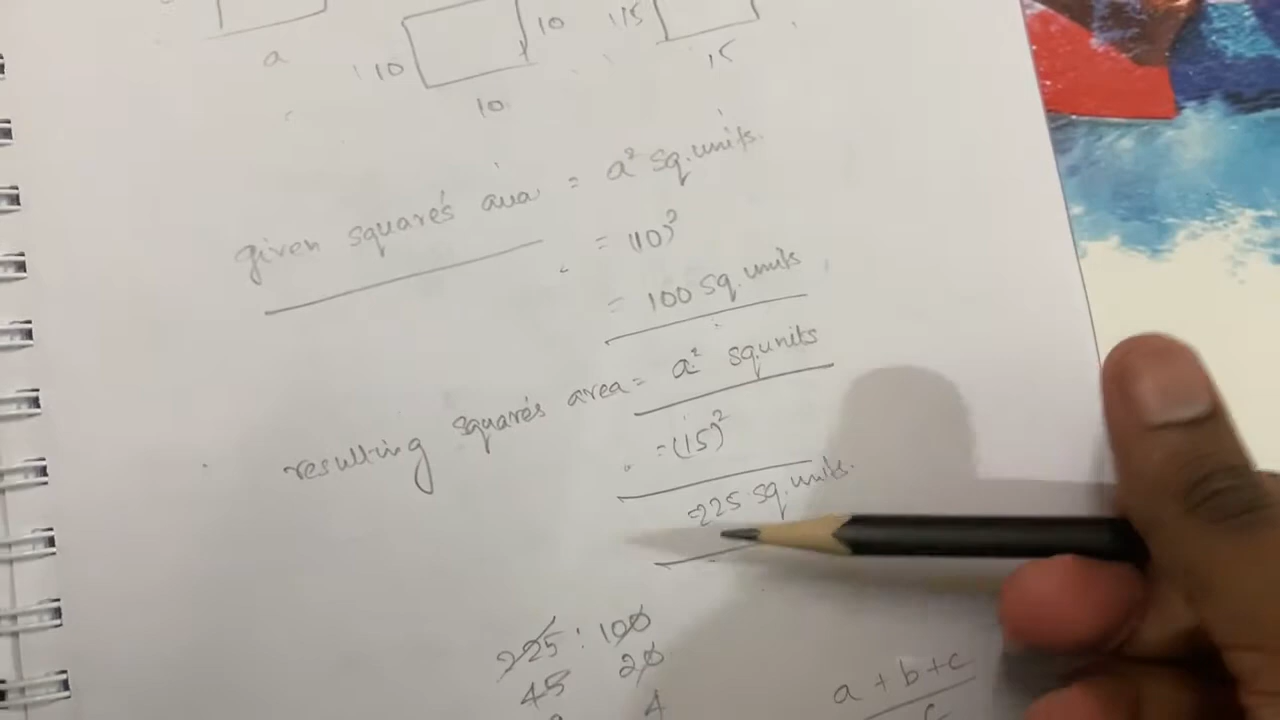 a
10
10
10
15
15
given square's area = a² sq.units.
= (10)²
= 100 sq.units
resulting square's area = a² sq.units
= (15)²
= 225 sq.units.
225 : 100
45 20
4
a + b + c